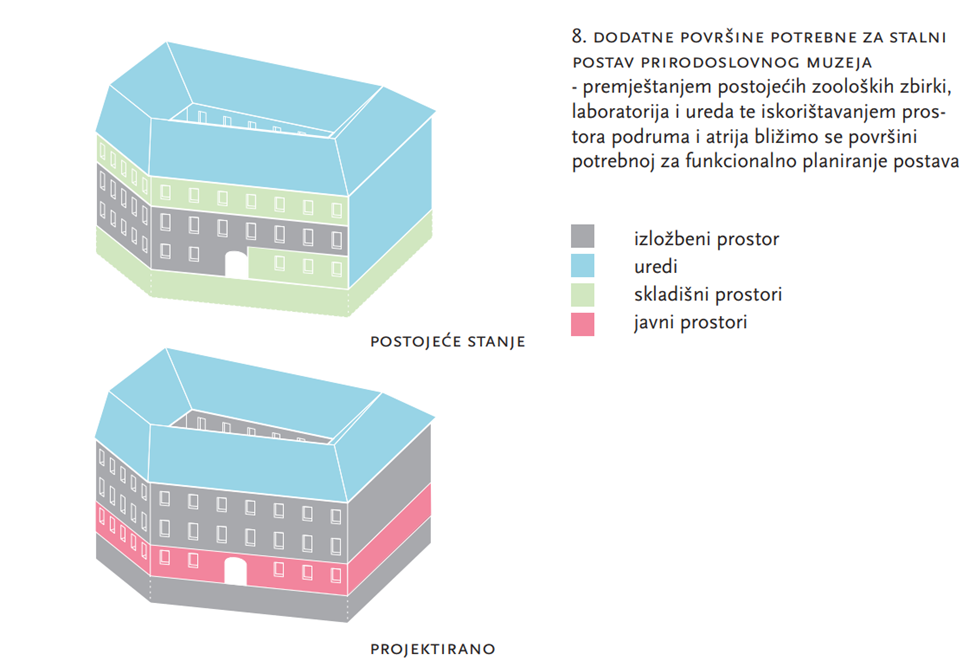 8. DODATNE POVRŠINE POTREBNE ZA STALNI
POSTAV PRIRODOSLOVNOG MUZEJA
- premještanjem postojećih zooloških zbirki,
laboratorija i ureda te iskorištavanjem pros-
tora podruma i atrija bližimo se površini
potrebnoj za funkcionalno planiranje postava
izložbeni prostor
uredi
skladišni prostori
javni prostori
POSTOJEĆE STANJE
PROJEKTIRANO